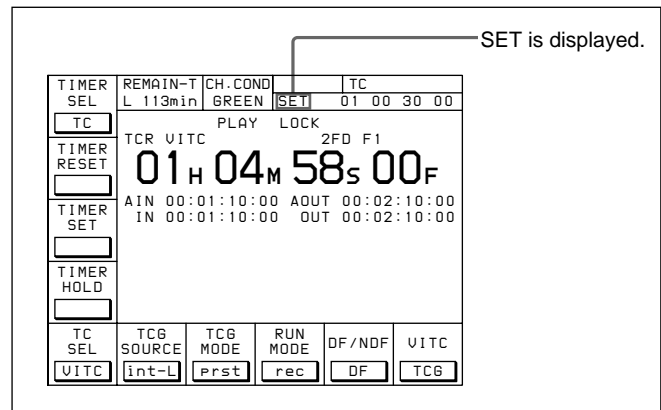 SET is displayed.
TIMER SEL
TC
TIMER RESET
TIMER SET
TIMER HOLD
REMAIN-T CH.COND TC
L 113min GREEN SET 01 00 30 00
PLAY LOCK
TCR VITC 2FD F1
01H 04M 58S 00F
AIN 00:01:10:00 AOUT 00:02:10:00
IN 00:01:10:00 OUT 00:02:10:00
TC SEL
VITC
TCG SOURCE
int-L
TCG MODE
prst
RUN MODE
rec
DF/NDF
DF
VITC
TCG